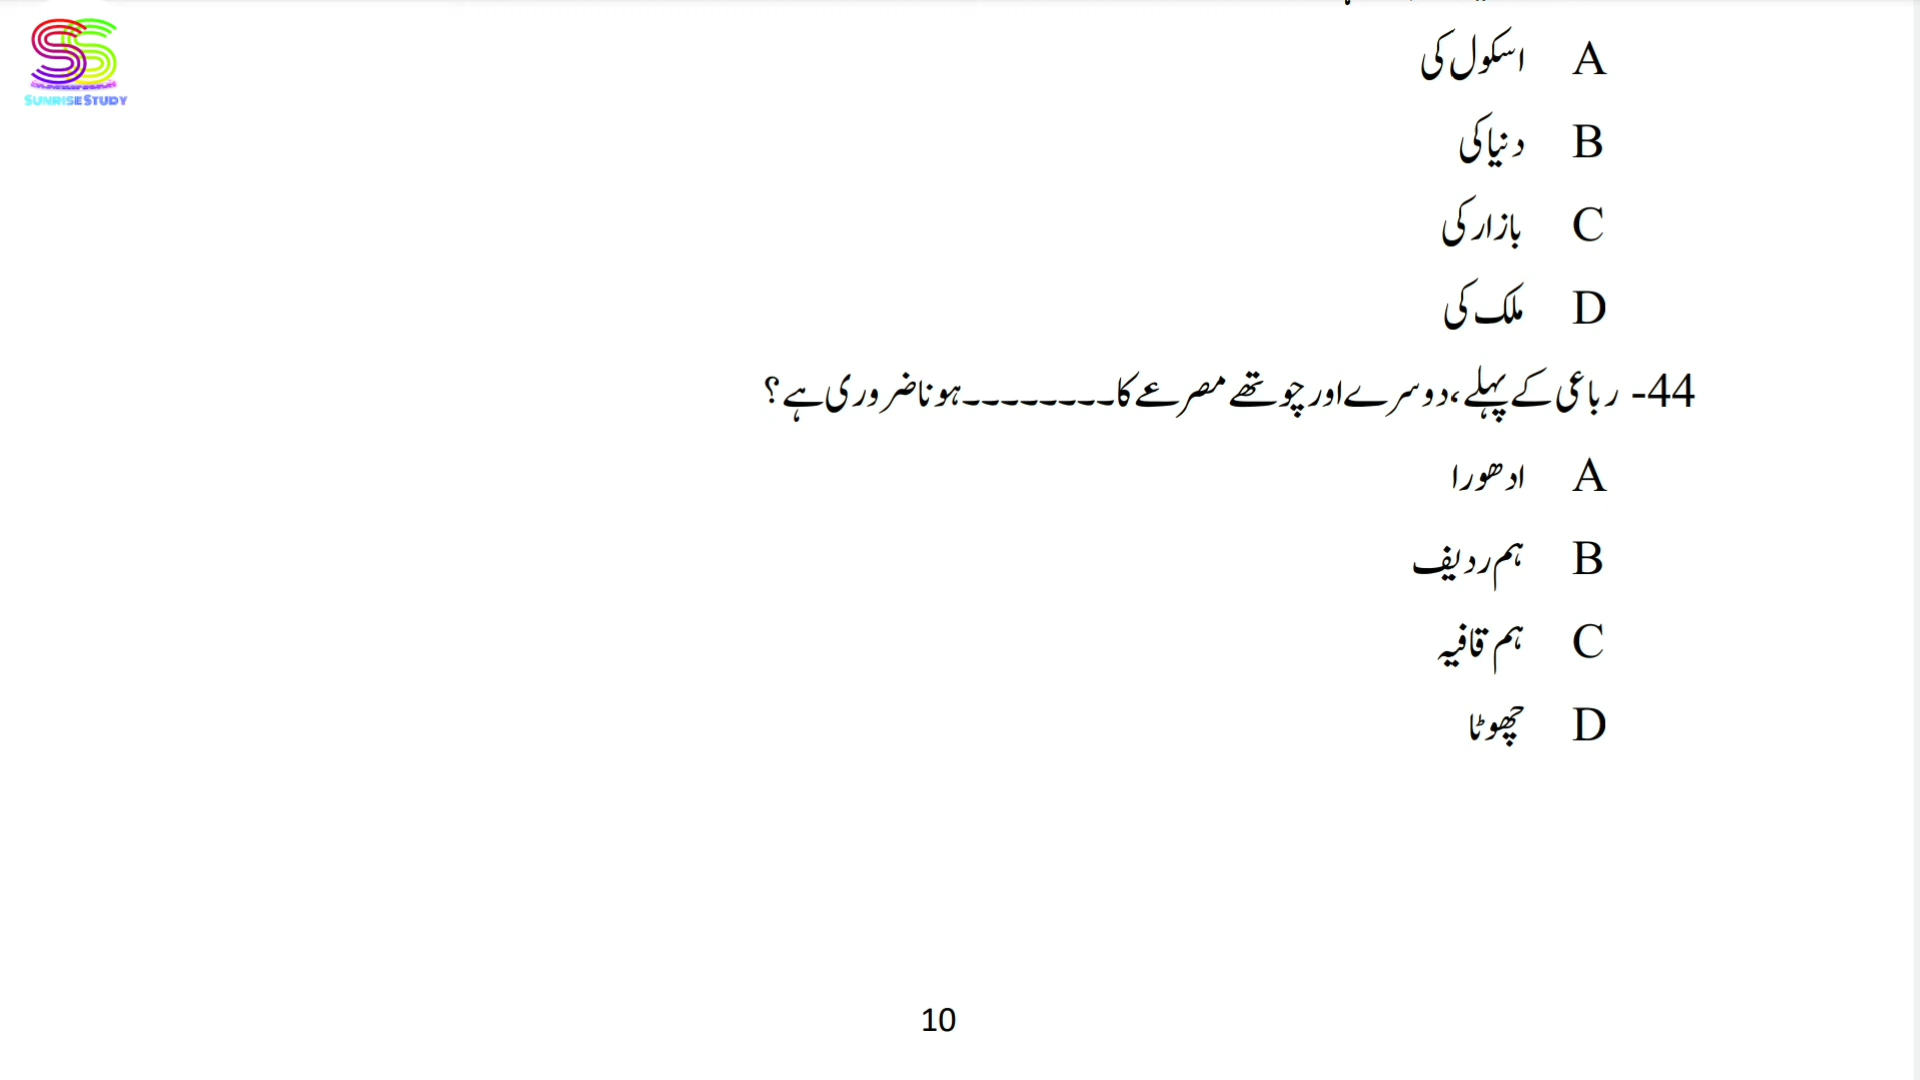 SUNRISE STUDY
A اسکول کی
B دنیا کی
C بازار کی
D ملک کی
44- رباعی کے پہلے، دوسرے اور چوتھے مصرعے کا--------ہونا ضروری ہے؟
A ادھورا
B ہم ردیف
C ہم قافیہ
D چھوٹا
10